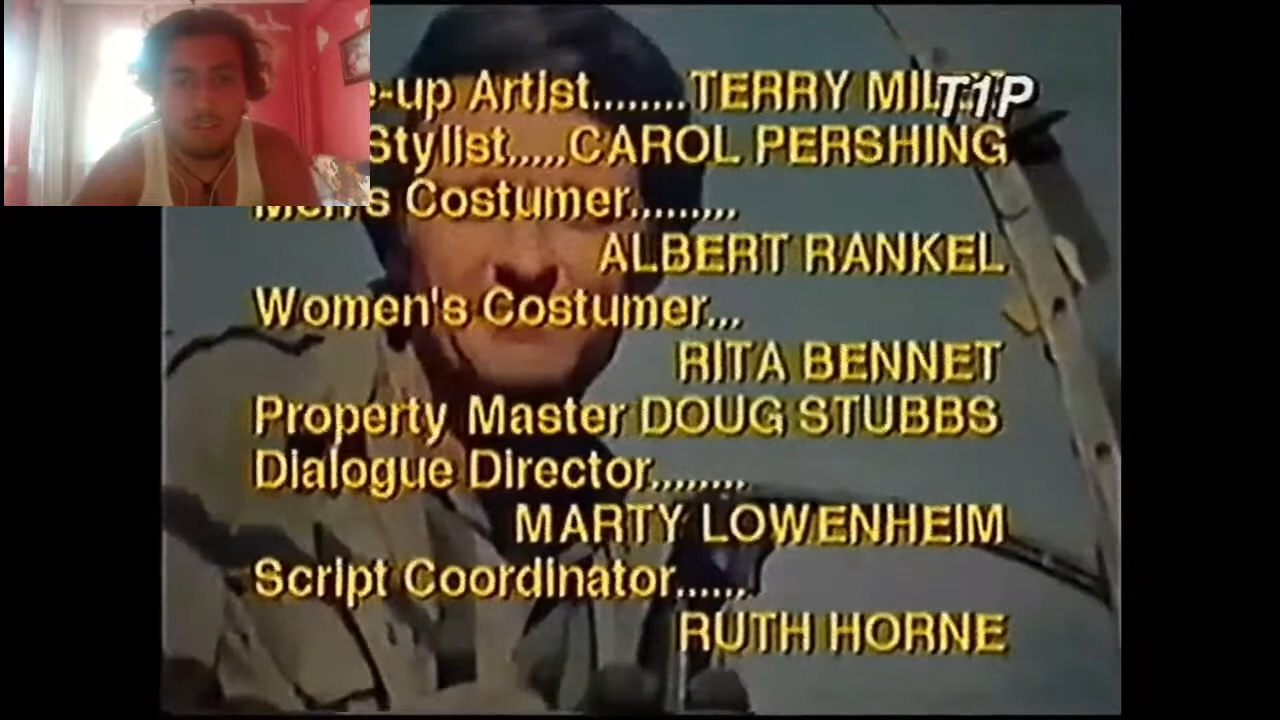 e-up Artist........TERRY MIL
T1P
Stylist.....CAROL PERSHING
Men's Costumer.........
ALBERT RANKEL
Women's Costumer...
RITA BENNET
Property Master DOUG STUBBS
Dialogue Director........
MARTY LOWENHEIM
Script Coordinator......
RUTH HORNE